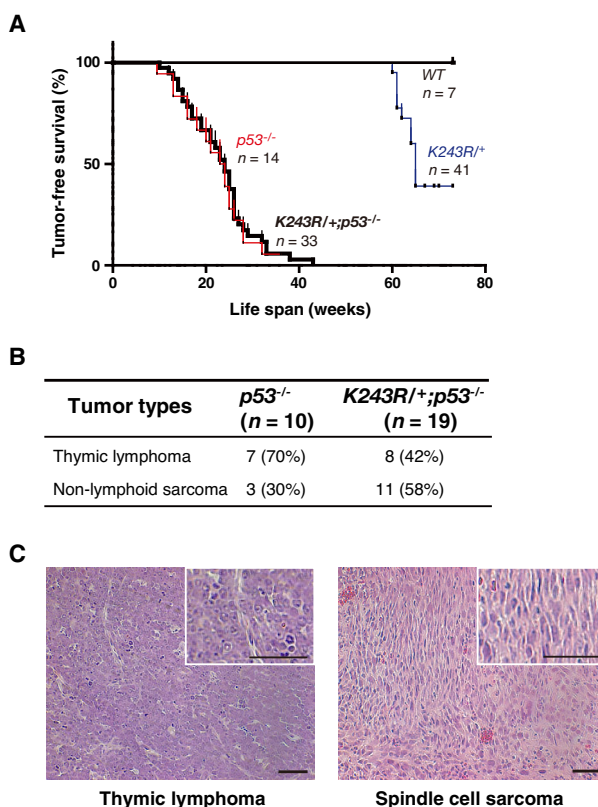 A
Tumor-free survival (%)
100
50
0
WT
n = 7
K243R/+
n = 41
p53-/-
n = 14
K243R/+;p53-/-
n = 33
0 20 40 60 80
Life span (weeks)
B
Tumor types p53-/- (n = 10) K243R/+;p53-/- (n = 19)
Thymic lymphoma 7 (70%) 8 (42%)
Non-lymphoid sarcoma 3 (30%) 11 (58%)
C
Thymic lymphoma Spindle cell sarcoma